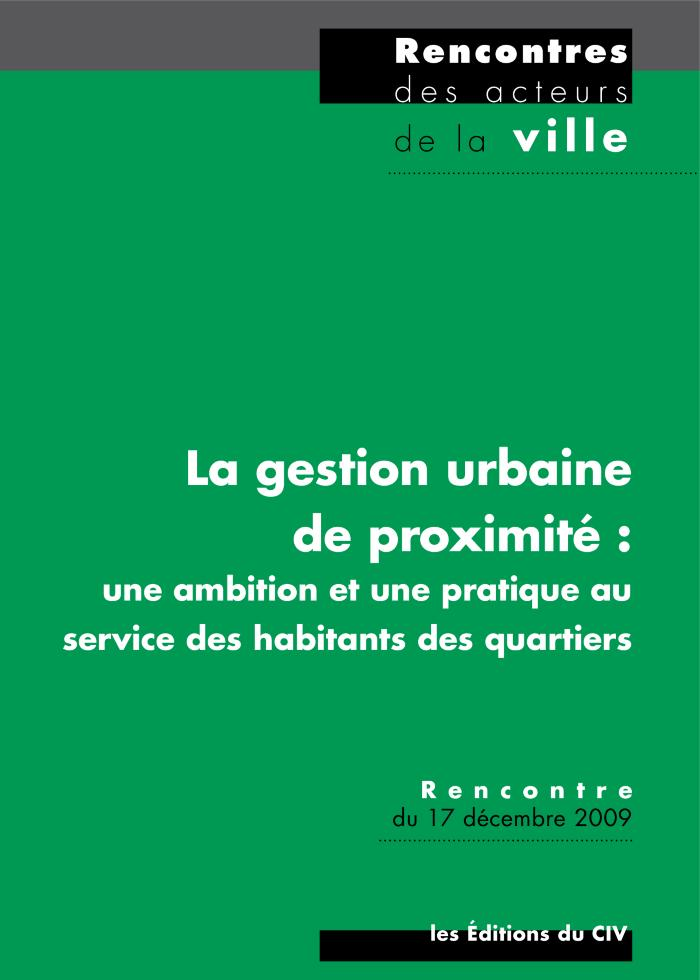 Rencontres
des acteurs
de la ville
La gestion urbaine
de proximité :
une ambition et une pratique au
service des habitants des quartiers
Rencontre
du 17 décembre 2009
les Éditions du CIV